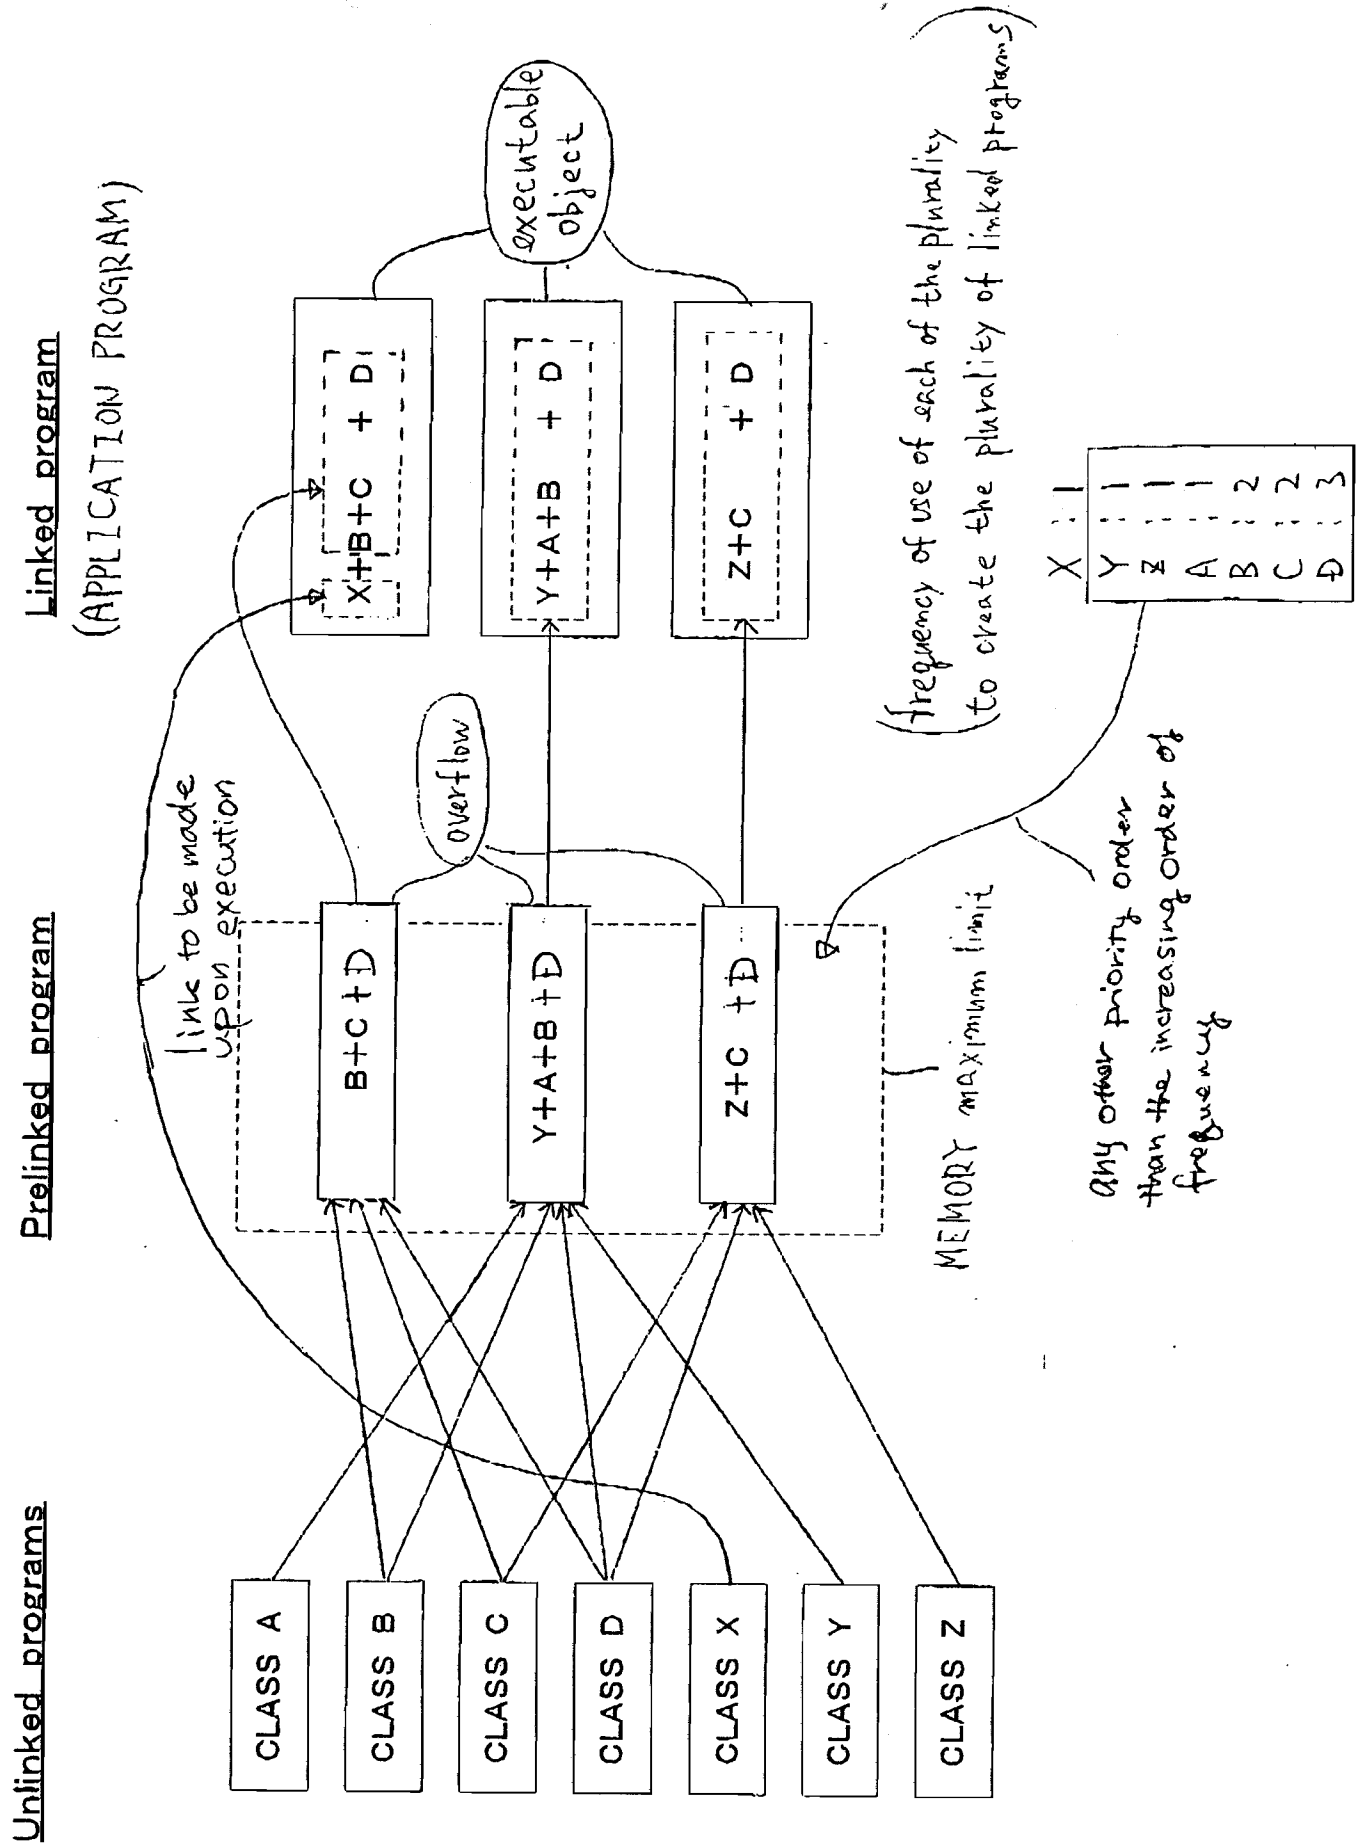 Unlinked programs
CLASS A
CLASS B
CLASS C
CLASS D
CLASS X
CLASS Y
CLASS Z
Prelinked program
link to be made
upon execution
B+C+D
Y+A+B+D
Z+C +D
overflow
MEMORY maximum limit
Any other priority order
than the increasing order of
frequency
Linked program
(APPLICATION PROGRAM)
X+B+C + D
Y+A+B + D
Z+C + D
executable
object
(frequency of use of each of the plurality
to create the plurality of linked programs)
X : 1
Y : 1
Z : 1
A : 1
B : 2
C : 2
D : 3